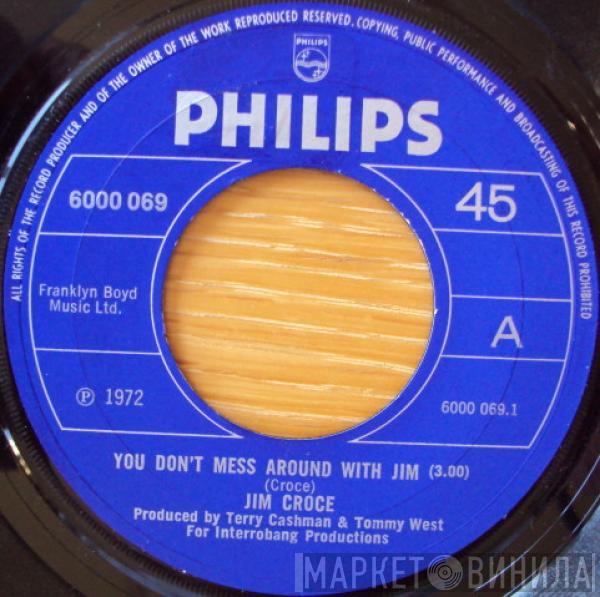 ALL RIGHTS OF THE RECORD PRODUCER AND OF THE OWNER OF THE WORK REPRODUCED RESERVED. COPYING, PUBLIC PERFORMANCE AND BROADCASTING OF THIS RECORD PROHIBITED
PHILIPS
PHILIPS
6000 069
45
Franklyn Boyd
Music Ltd.
A
Ⓟ 1972
6000 069.1
YOU DON'T MESS AROUND WITH JIM (3.00)
(Croce)
JIM CROCE
Produced by Terry Cashman & Tommy West
For Interrobang Productions
МАРКЕТ ВИНИЛА